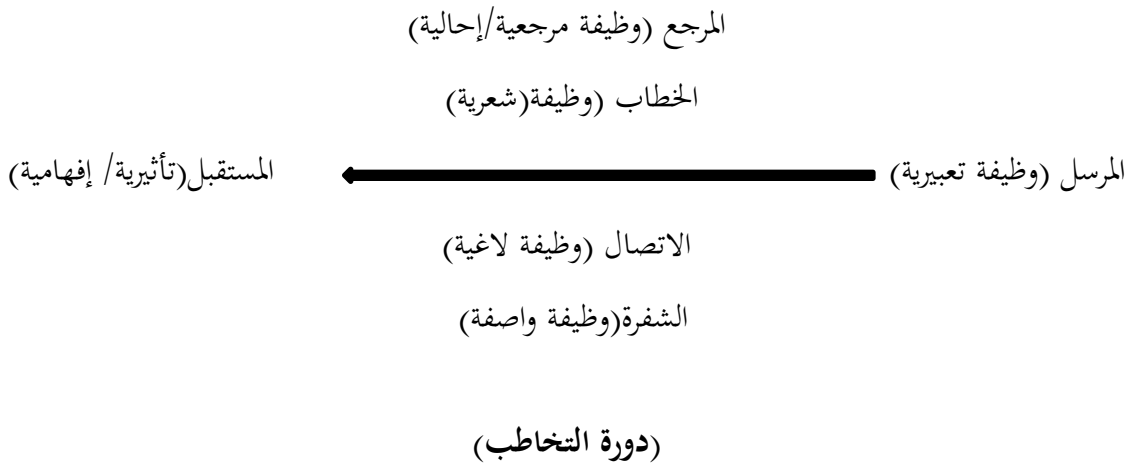 المرجع (وظيفة مرجعية/إحالية)
الخطاب (وظيفة(شعرية)
المرسل (وظيفة تعبيرية) المستقبل(تأثيرية/ إفهامية)
الاتصال (وظيفة لاغية)
الشفرة(وظيفة واصفة)
(دورة التخاطب)